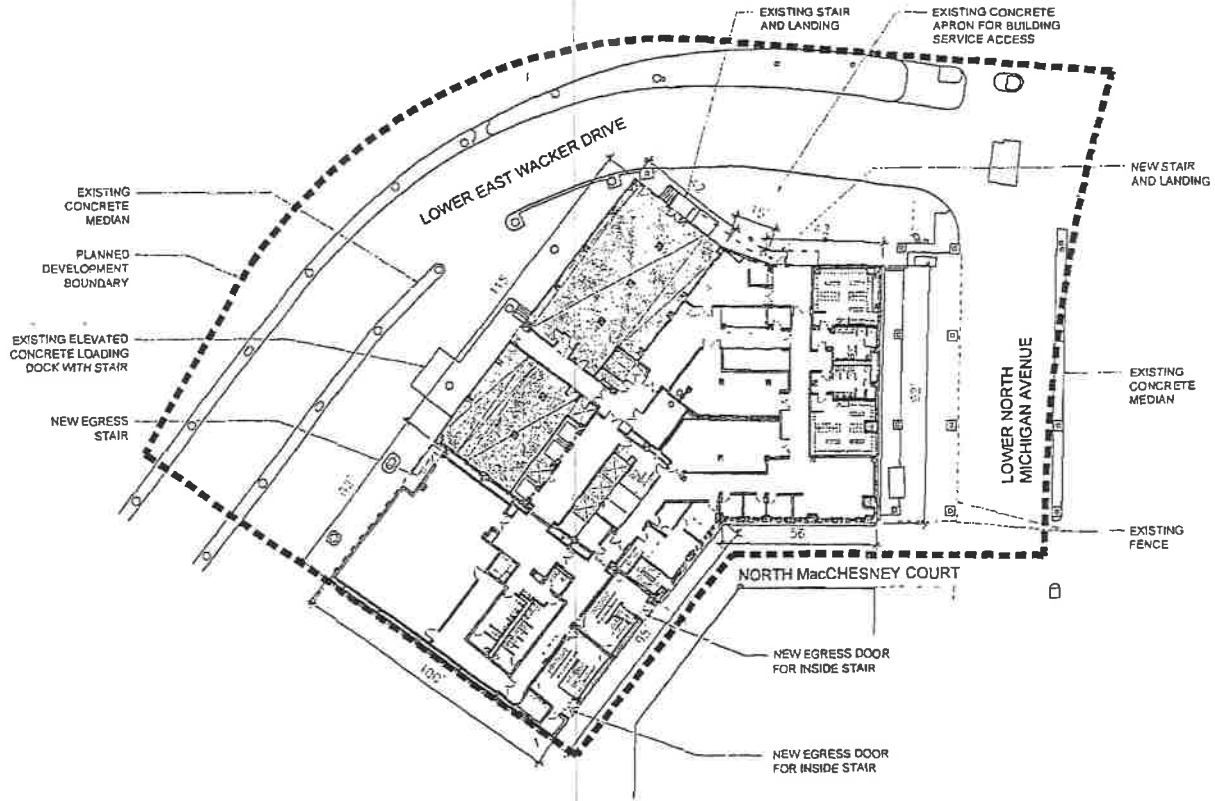 EXISTING STAIR
AND LANDING
EXISTING CONCRETE
APRON FOR BUILDING
SERVICE ACCESS
LOWER EAST WACKER DRIVE
NEW STAIR
AND LANDING
EXISTING
CONCRETE
MEDIAN
PLANNED
DEVELOPMENT
BOUNDARY
EXISTING ELEVATED
CONCRETE LOADING
DOCK WITH STAIR
NEW EGRESS
STAIR
LOWER NORTH
MICHIGAN AVENUE
EXISTING
CONCRETE
MEDIAN
EXISTING
FENCE
56
NORTH MacCHESNEY COURT
NEW EGRESS DOOR
FOR INSIDE STAIR
100'
NEW EGRESS DOOR
FOR INSIDE STAIR